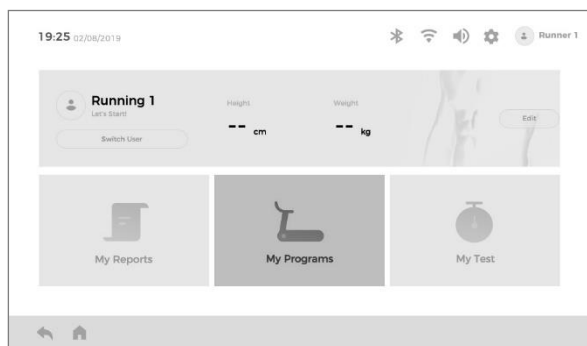 19:25 02/08/2019
Runner 1
Running 1
Let's Start!
Switch User
Height
-- cm
Weight
-- kg
Edit
My Reports
My Programs
My Test